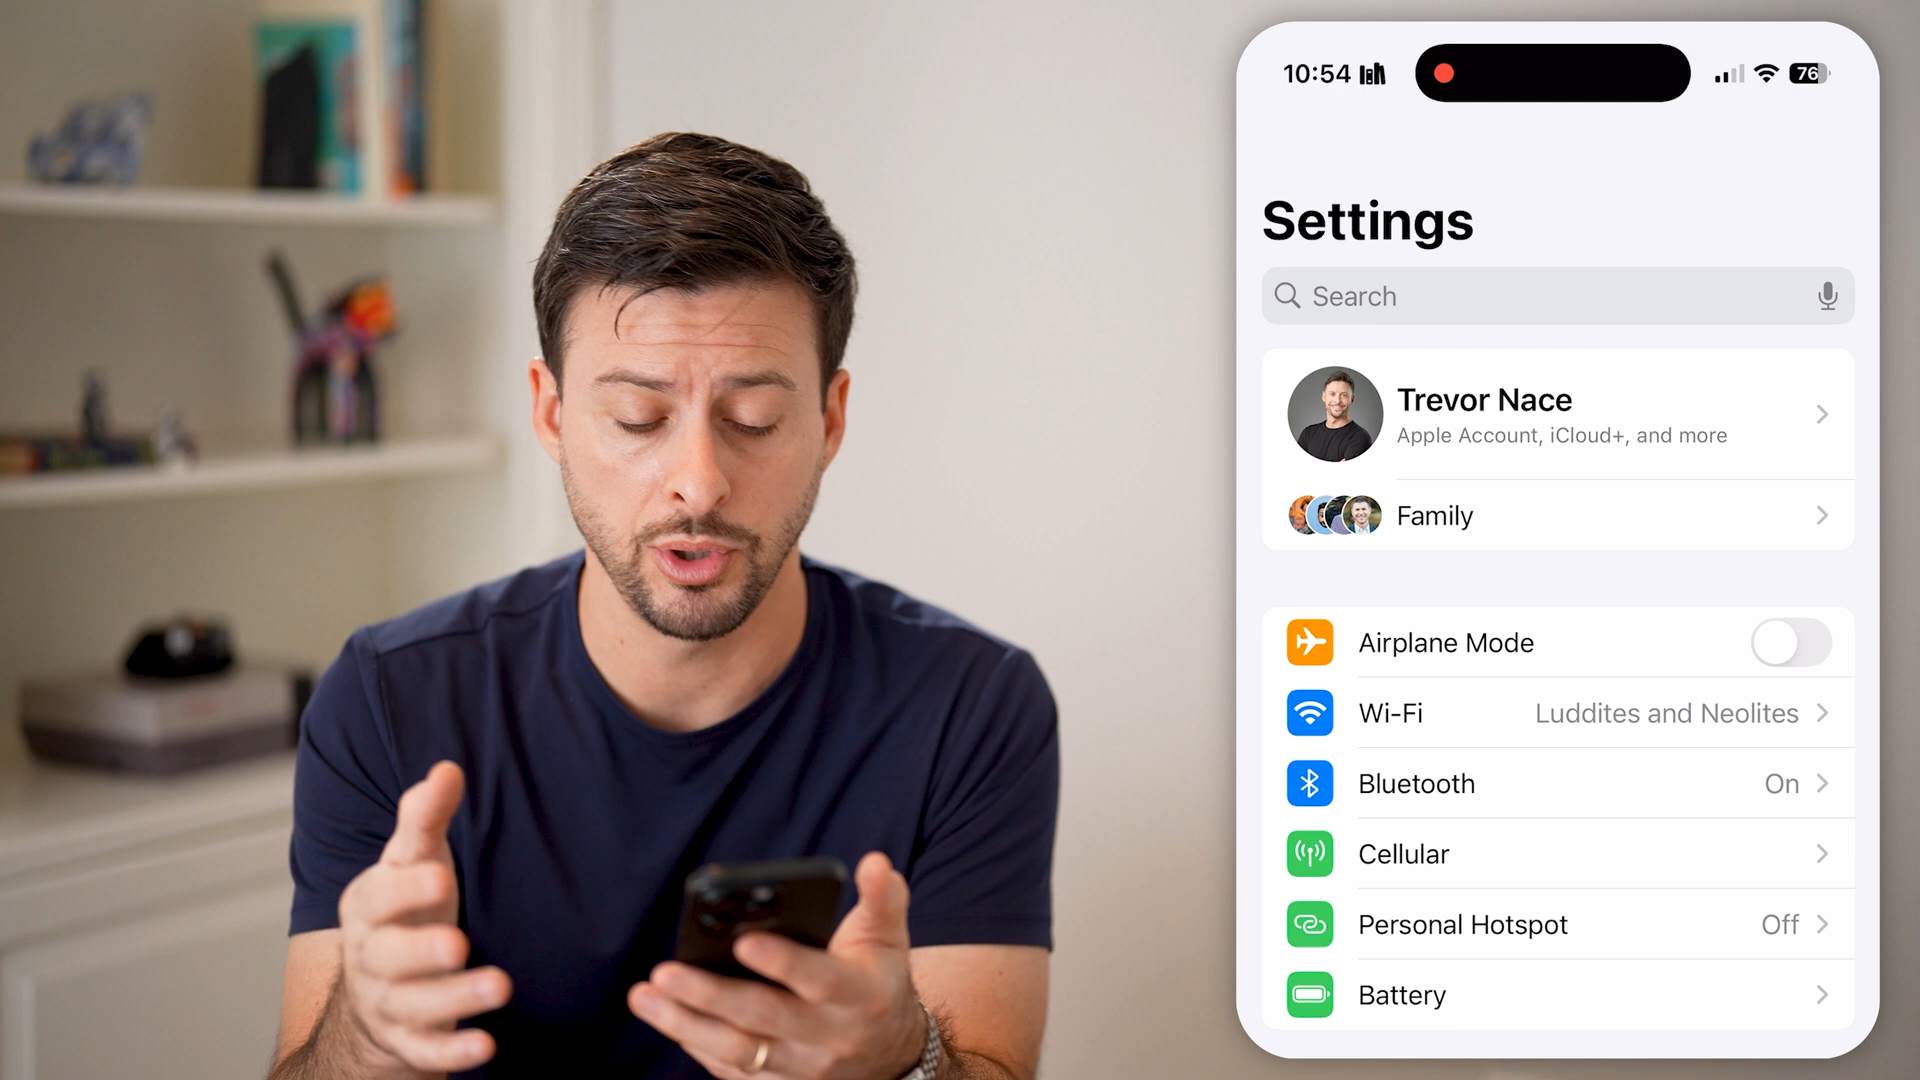 10:54
76
Settings
Search
Trevor Nace
Apple Account, iCloud+, and more
Family
Airplane Mode
Wi-Fi Luddites and Neolites
Bluetooth On
Cellular
Personal Hotspot Off
Battery